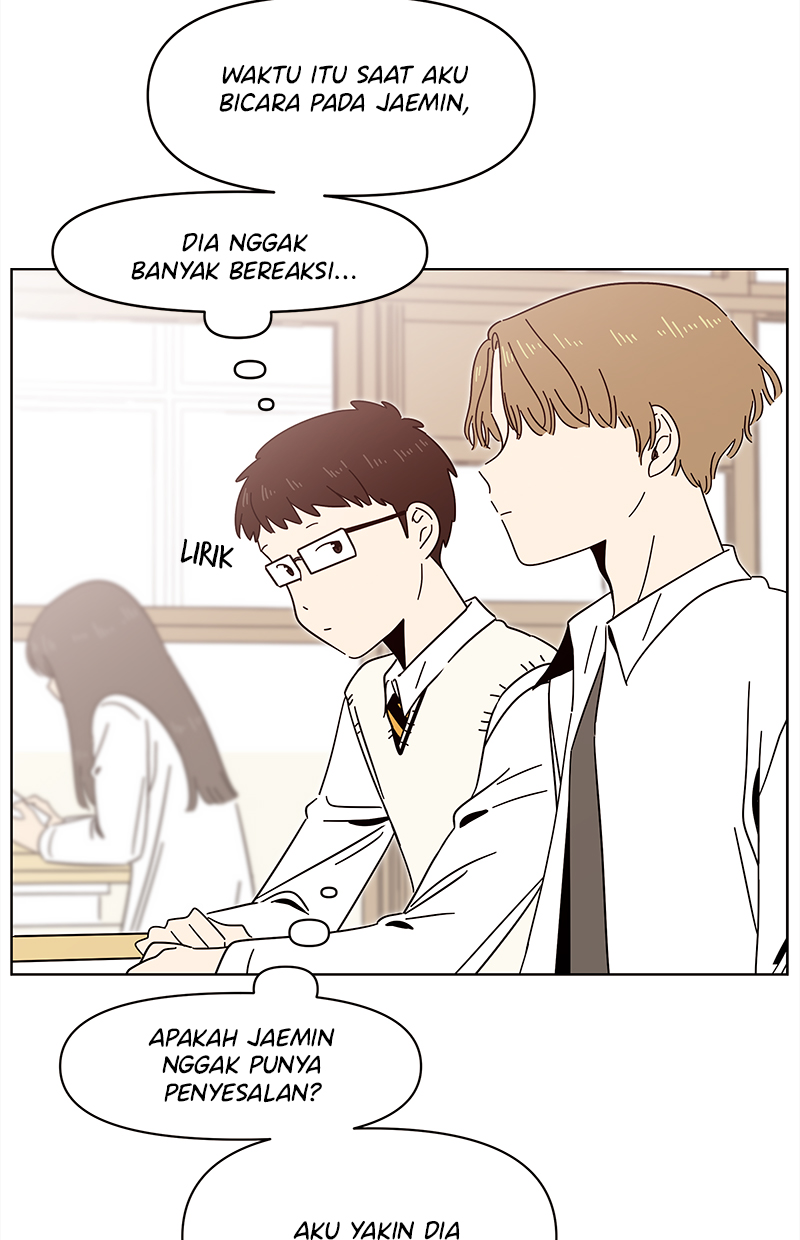 WAKTU ITU SAAT AKU
BICARA PADA JAEMIN,
DIA NGGAK
BANYAK BEREAKSI...
LIRIK
APAKAH JAEMIN
NGGAK PUNYA
PENYESALAN?
AKU YAKIN DIA